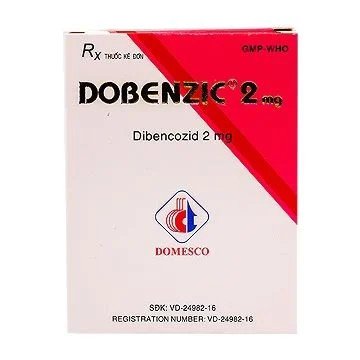 Rx THUỐC KÊ ĐƠN
GMP-WHO
DOBENZIC® 2 mg
Dibencozid 2 mg
DOMESCO
SĐK: VD-24982-16
REGISTRATION NUMBER: VD-24982-16